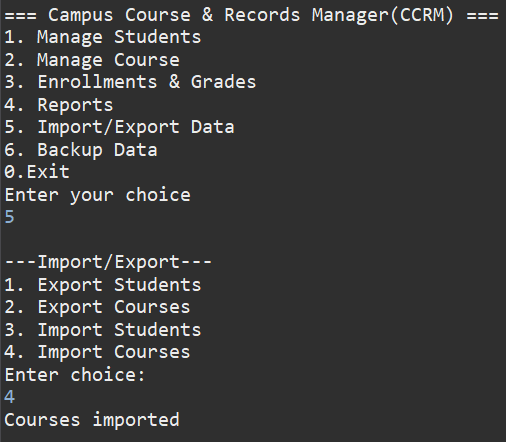 === Campus Course & Records Manager(CCRM) ===
1. Manage Students
2. Manage Course
3. Enrollments & Grades
4. Reports
5. Import/Export Data
6. Backup Data
0.Exit
Enter your choice
5
---Import/Export---
1. Export Students
2. Export Courses
3. Import Students
4. Import Courses
Enter choice:
4
Courses imported